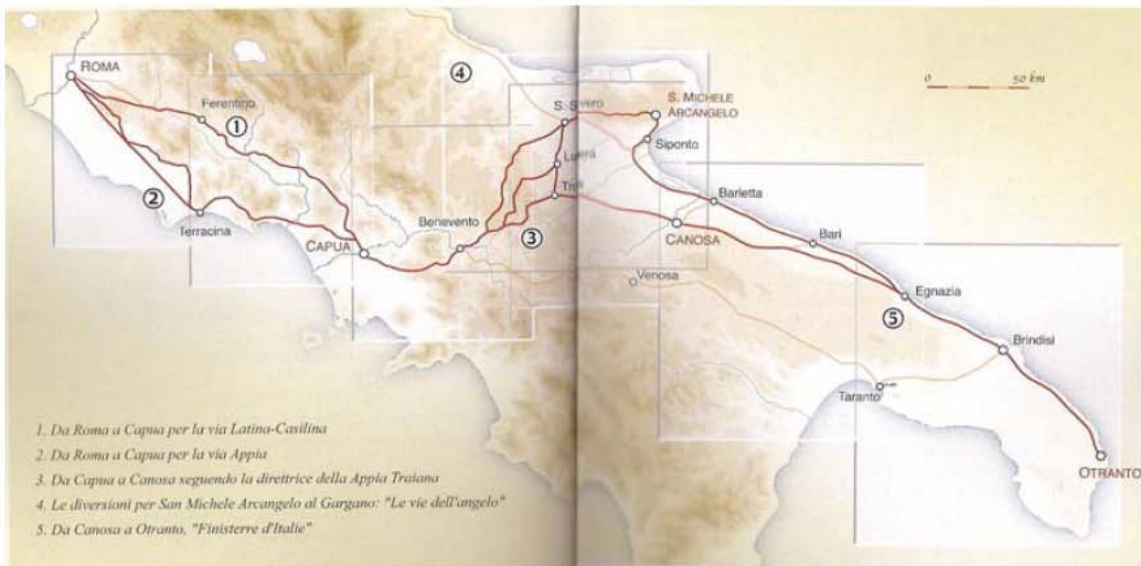 ROMA
Ferentino
①
②
Terracina
CAPUA
Benevento
③
④
S. Severo
Lucera
Troia
S. MICHELE
ARCANGELO
Siponto
0 50 km
Barletta
CANOSA
Bari
Venosa
Egnazia
⑤
Brindisi
Taranto
OTRANTO
1. Da Roma a Capua per la via Latina-Casilina
2. Da Roma a Capua per la via Appia
3. Da Capua a Canosa seguendo la direttrice della Appia Traiana
4. Le diversioni per San Michele Arcangelo al Gargano: "Le vie dell'angelo"
5. Da Canosa a Otranto, "Finisterre d'Italie"